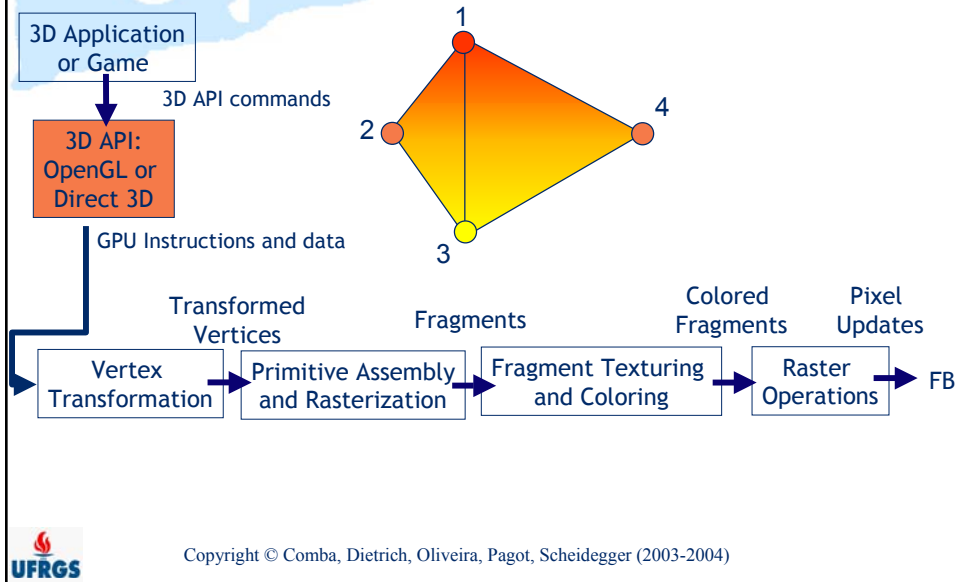 3D Application
or Game
3D API commands
3D API:
OpenGL or
Direct 3D
GPU Instructions and data
1
2
3
4
Transformed
Vertices
Fragments
Colored
Fragments
Pixel
Updates
Vertex
Transformation
Primitive Assembly
and Rasterization
Fragment Texturing
and Coloring
Raster
Operations
FB
UFRGS
Copyright © Comba, Dietrich, Oliveira, Pagot, Scheidegger (2003-2004)